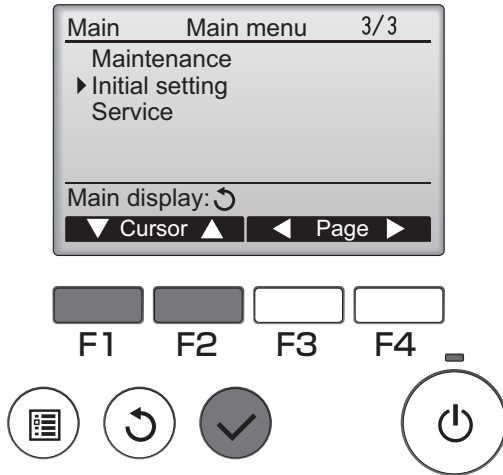 Main Main menu 3/3
Maintenance
Initial setting
Service
Main display:
Cursor Page
F1 F2 F3 F4